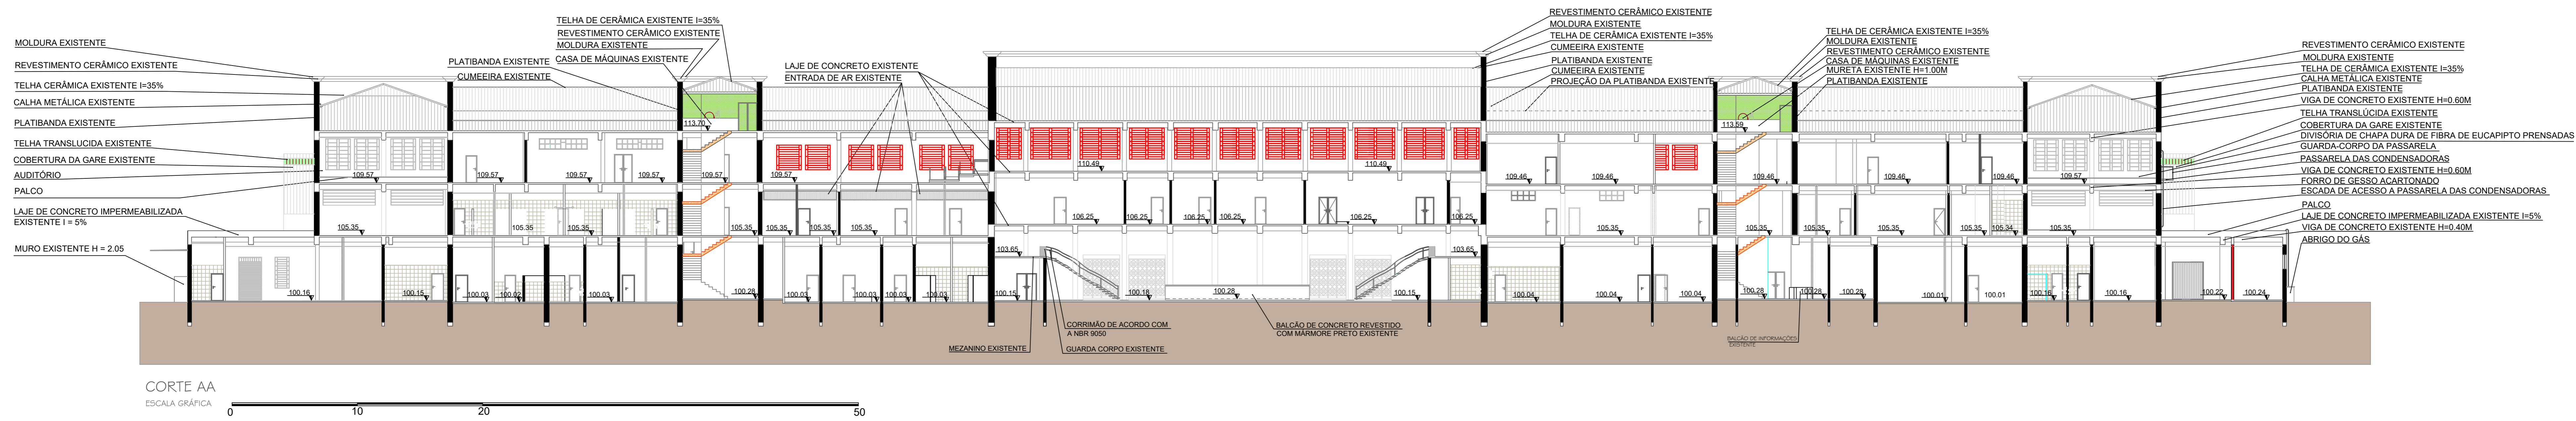 MOLDURA EXISTENTE
REVESTIMENTO CERÂMICO EXISTENTE
TELHA CERÂMICA EXISTENTE I=35%
CALHA METÁLICA EXISTENTE
PLATIBANDA EXISTENTE
TELHA TRANSLUCIDA EXISTENTE
COBERTURA DA GARE EXISTENTE
AUDITÓRIO
PALCO
LAJE DE CONCRETO IMPERMEABILIZADA
EXISTENTE I = 5%
MURO EXISTENTE H = 2.05
TELHA DE CERÂMICA EXISTENTE I=35%
REVESTIMENTO CERÂMICO EXISTENTE
MOLDURA EXISTENTE
CASA DE MÁQUINAS EXISTENTE
PLATIBANDA EXISTENTE
CUMEEIRA EXISTENTE
LAJE DE CONCRETO EXISTENTE
ENTRADA DE AR EXISTENTE
REVESTIMENTO CERÂMICO EXISTENTE
MOLDURA EXISTENTE
TELHA DE CERÂMICA EXISTENTE I=35%
CUMEEIRA EXISTENTE
PLATIBANDA EXISTENTE
CUMEEIRA EXISTENTE
PROJEÇÃO DA PLATIBANDA EXISTENTE
TELHA DE CERÂMICA EXISTENTE I=35%
MOLDURA EXISTENTE
REVESTIMENTO CERÂMICO EXISTENTE
CASA DE MÁQUINAS EXISTENTE
MURETA EXISTENTE H=1.00M
PLATIBANDA EXISTENTE
REVESTIMENTO CERÂMICO EXISTENTE
MOLDURA EXISTENTE
TELHA DE CERÂMICA EXISTENTE I=35%
CALHA METÁLICA EXISTENTE
PLATIBANDA EXISTENTE
VIGA DE CONCRETO EXISTENTE H=0.60M
TELHA TRANSLÚCIDA EXISTENTE
COBERTURA DA GARE EXISTENTE
DIVISÓRIA DE CHAPA DURA DE FIBRA DE EUCAPIPTO PRENSADAS
GUARDA-CORPO DA PASSARELA
PASSARELA DAS CONDENSADORAS
VIGA DE CONCRETO EXISTENTE H=0.60M
FORRO DE GESSO ACARTONADO
ESCADA DE ACESSO A PASSARELA DAS CONDENSADORAS
PALCO
LAJE DE CONCRETO IMPERMEABILIZADA EXISTENTE I=5%
VIGA DE CONCRETO EXISTENTE H=0.40M
ABRIGO DO GÁS
113.70
113.59
110.49
110.49
109.57
109.57
109.57
109.57
109.57
109.57
109.46
109.46
109.46
109.46
109.46
109.57
106.25
106.25
106.25
106.25
106.25
106.25
105.35
105.35
105.35
105.35
105.35
105.35
105.35
105.35
105.35
105.35
105.35
105.35
105.34
105.35
103.65
103.65
100.16
100.15
100.03
100.02
100.03
100.28
100.03
100.03
100.03
100.03
100.15
100.18
100.28
100.15
100.04
100.04
100.04
100.28
100.28
100.28
100.01
100.01
100.16
100.16
100.22
100.24
CORRIMÃO DE ACORDO COM
A NBR 9050
MEZANINO EXISTENTE
GUARDA CORPO EXISTENTE
BALCÃO DE CONCRETO REVESTIDO
COM MÁRMORE PRETO EXISTENTE
BALCÃO DE INFORMAÇÕES
EXISTENTE
CORTE AA
ESCALA GRÁFICA
0
10
20
50